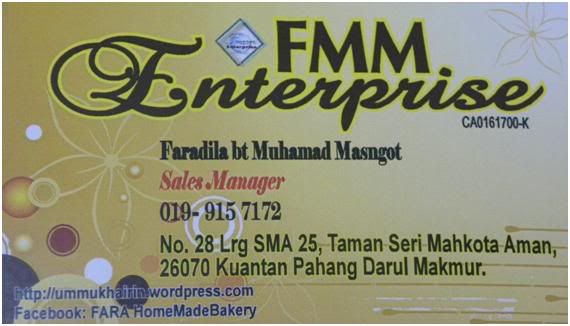 FMM
Enterprise
CA0161700-K
Faradila bt Muhamad Masngot
Sales Manager
019- 915 7172
No. 28 Lrg SMA 25, Taman Seri Mahkota Aman,
26070 Kuantan Pahang Darul Makmur.
http://ummukhairin.wordpress.com
Facebook: FARA HomeMadeBakery